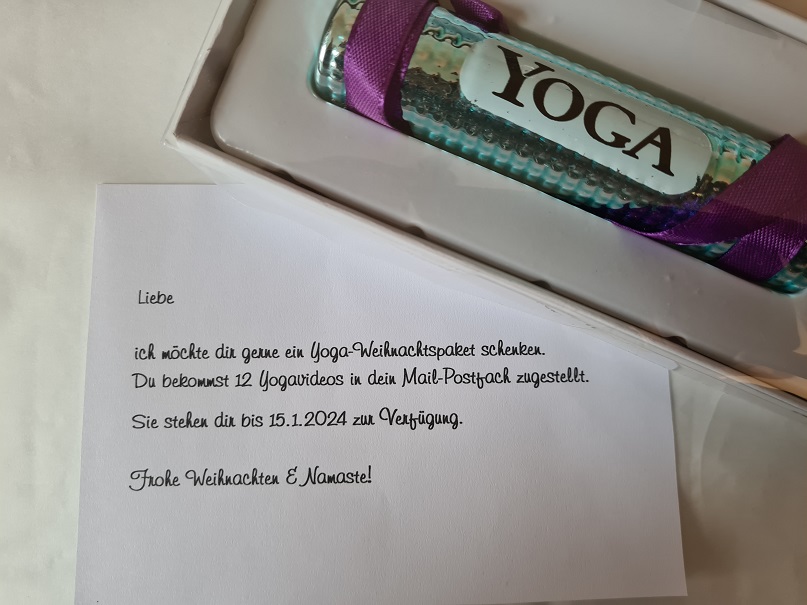 YOGA
Liebe
ich möchte dir gerne ein Yoga-Weihnachtspaket schenken.
Du bekommst 12 Yogavideos in dein Mail-Postfach zugestellt.
Sie stehen dir bis 15.1.2024 zur Verfügung.
Frohe Weihnachten & Namaste!